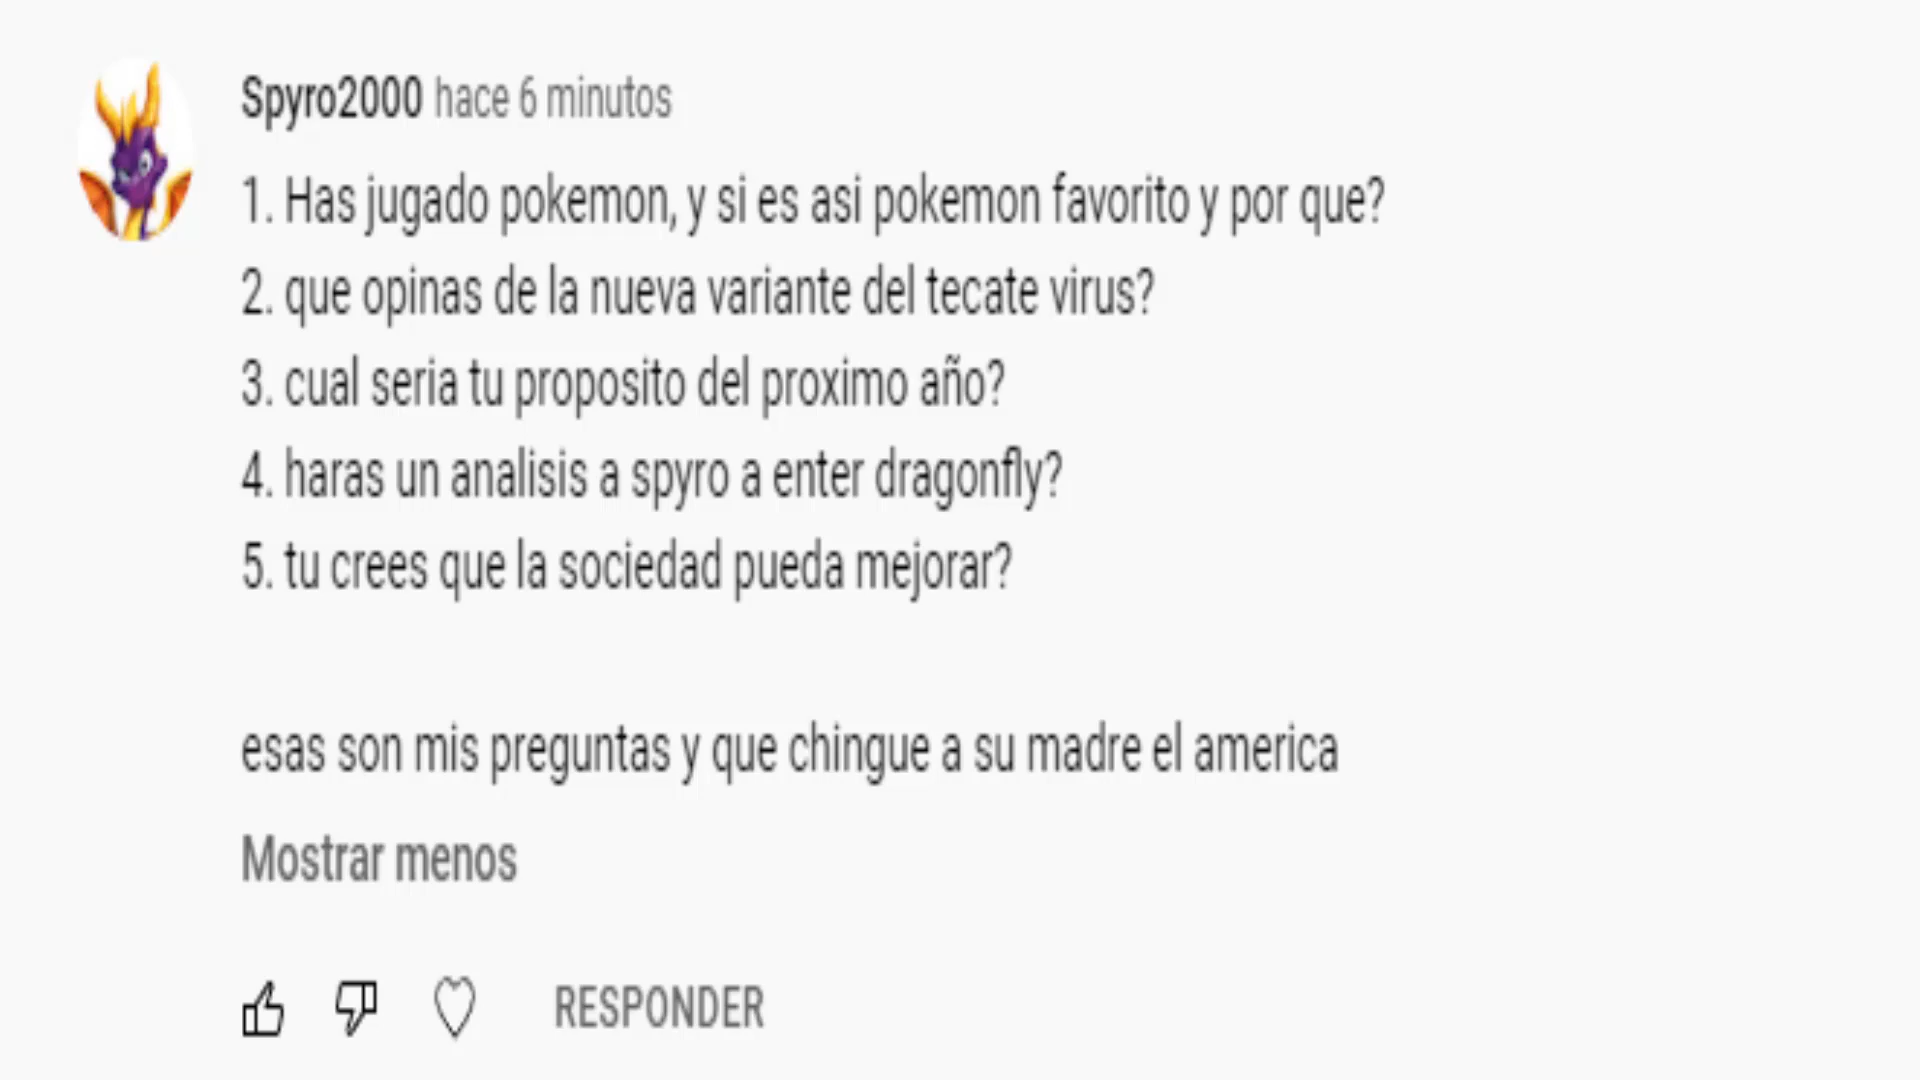 Spyro2000 hace 6 minutos
1. Has jugado pokemon, y si es asi pokemon favorito y por que?
2. que opinas de la nueva variante del tecate virus?
3. cual seria tu proposito del proximo año?
4. haras un analisis a spyro a enter dragonfly?
5. tu crees que la sociedad pueda mejorar?
esas son mis preguntas y que chingue a su madre el america
Mostrar menos
RESPONDER